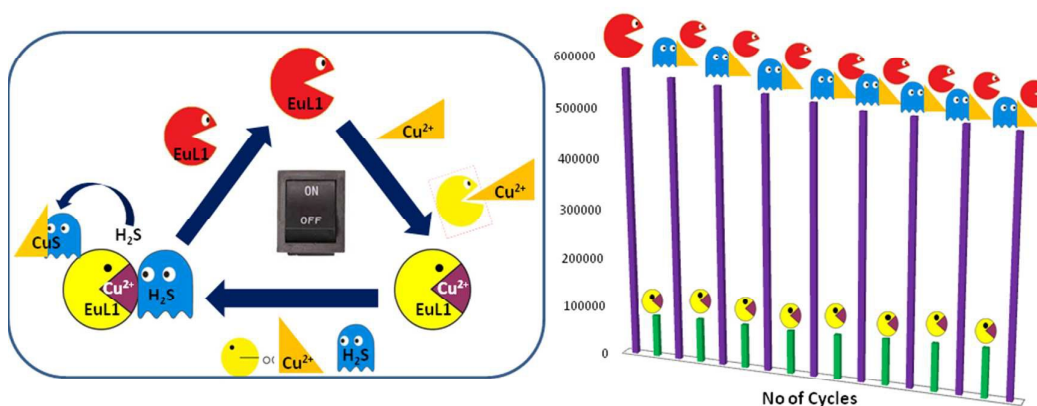 EuL1
Cu²⁺
EuL1
Cu²⁺
ON
OFF
CuS
H₂S
Cu²⁺
EuL1
H₂S
Cu²⁺
EuL1
Cu²⁺
H₂S
600000
500000
400000
300000
200000
100000
0
No of Cycles